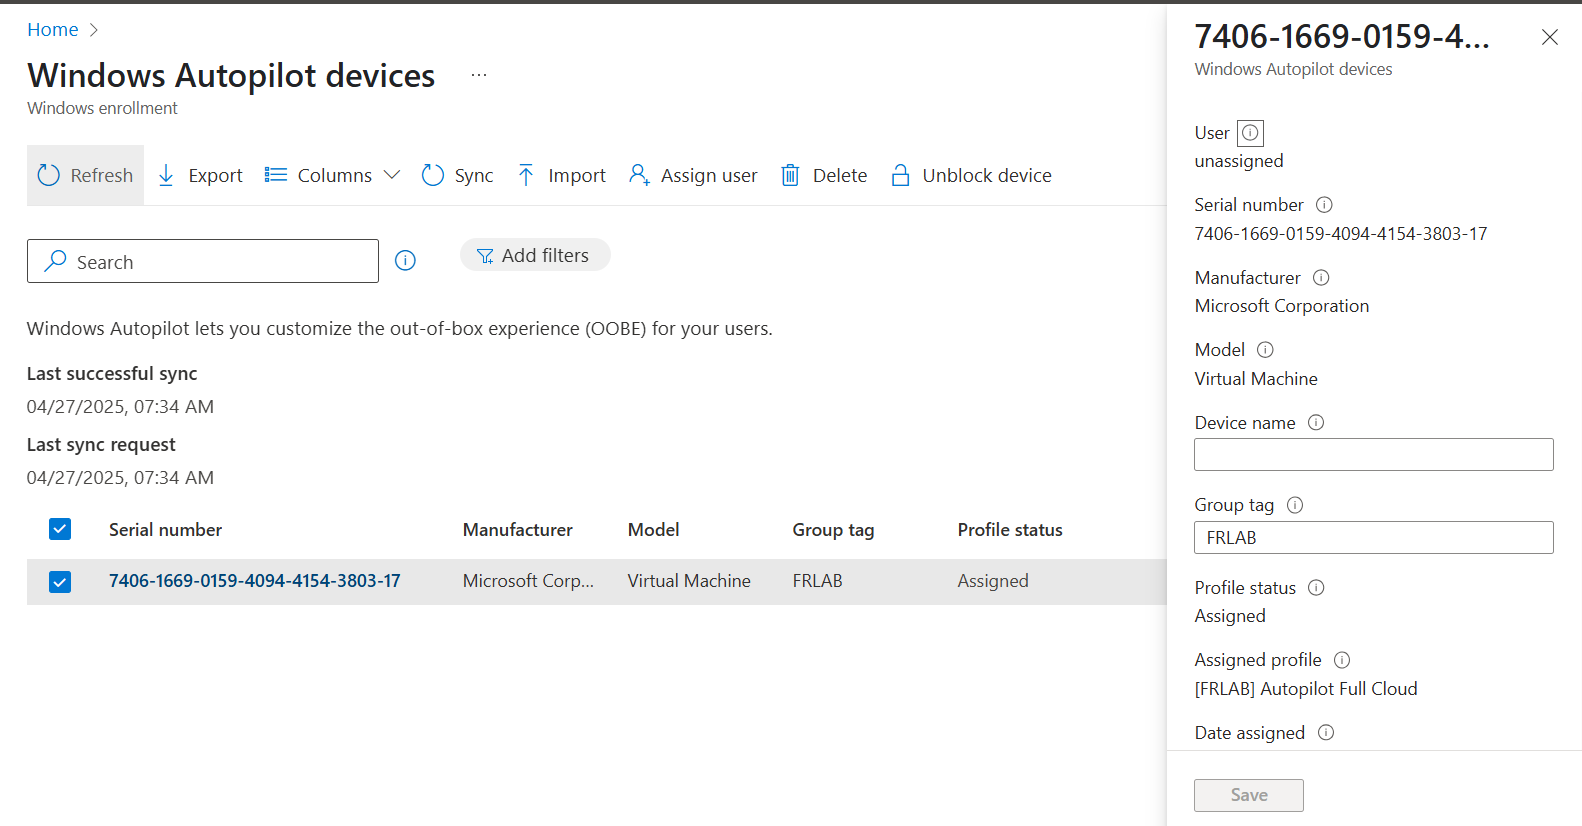 Home
Windows Autopilot devices
Windows enrollment
Refresh Export Columns Sync Import Assign user Delete Unblock device
Search
Add filters
Windows Autopilot lets you customize the out-of-box experience (OOBE) for your users.
Last successful sync
04/27/2025, 07:34 AM
Last sync request
04/27/2025, 07:34 AM
Serial number Manufacturer Model Group tag Profile status
7406-1669-0159-4094-4154-3803-17 Microsoft Corp... Virtual Machine FRLAB Assigned
7406-1669-0159-4...
Windows Autopilot devices
User
unassigned
Serial number
7406-1669-0159-4094-4154-3803-17
Manufacturer
Microsoft Corporation
Model
Virtual Machine
Device name
Group tag
FRLAB
Profile status
Assigned
Assigned profile
[FRLAB] Autopilot Full Cloud
Date assigned
Save